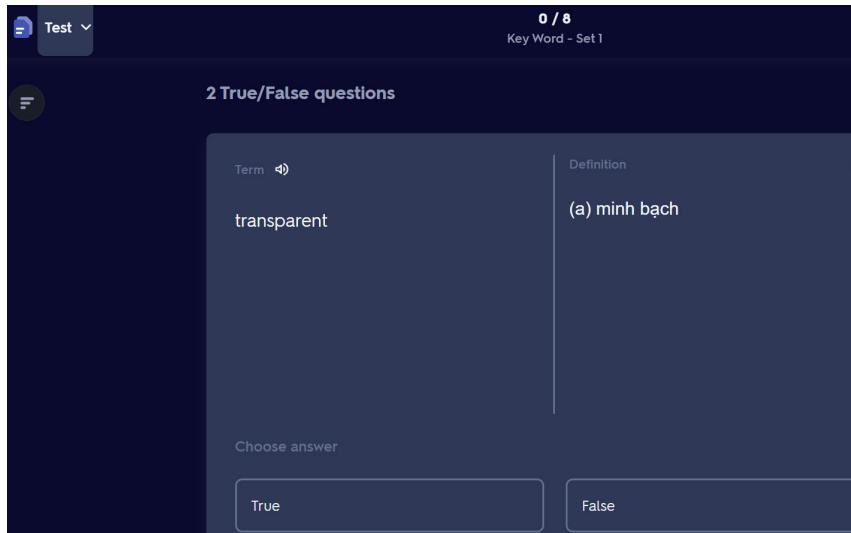 Test
0 / 8
Key Word - Set 1
2 True/False questions
Term
Definition
transparent
(a) minh bạch
Choose answer
True
False